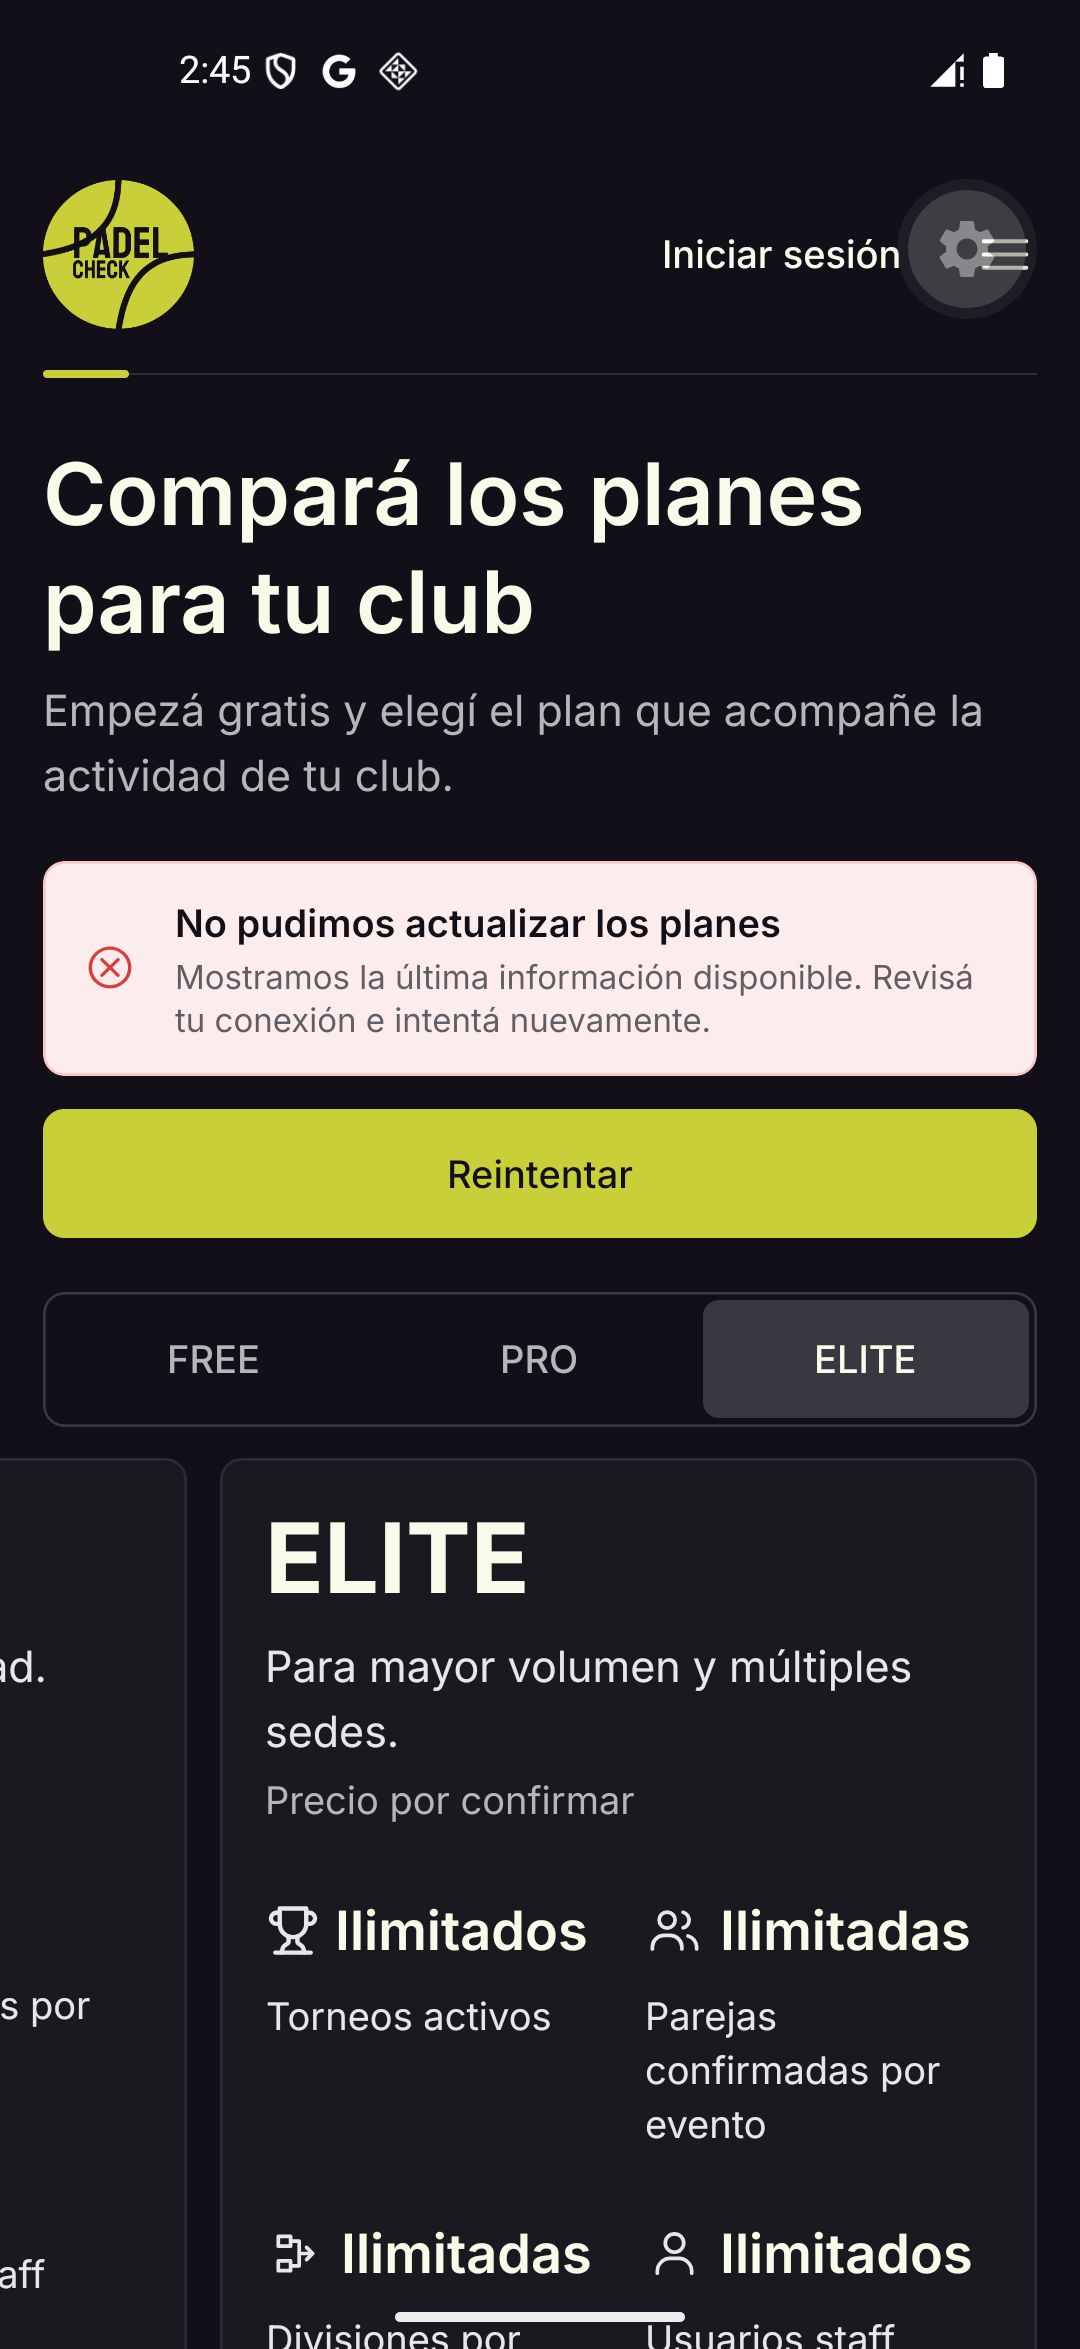 2:45
PADEL
CHECK
Iniciar sesión
Compará los planes
para tu club
Empezá gratis y elegí el plan que acompañe la
actividad de tu club.
No pudimos actualizar los planes
Mostramos la última información disponible. Revisá
tu conexión e intentá nuevamente.
Reintentar
FREE PRO ELITE
ELITE
ad.
Para mayor volumen y múltiples
sedes.
Precio por confirmar
Ilimitados Ilimitadas
s por
Torneos activos
Parejas
confirmadas por
evento
Ilimitadas Ilimitados
aff
Divisiones por Usuarios staff